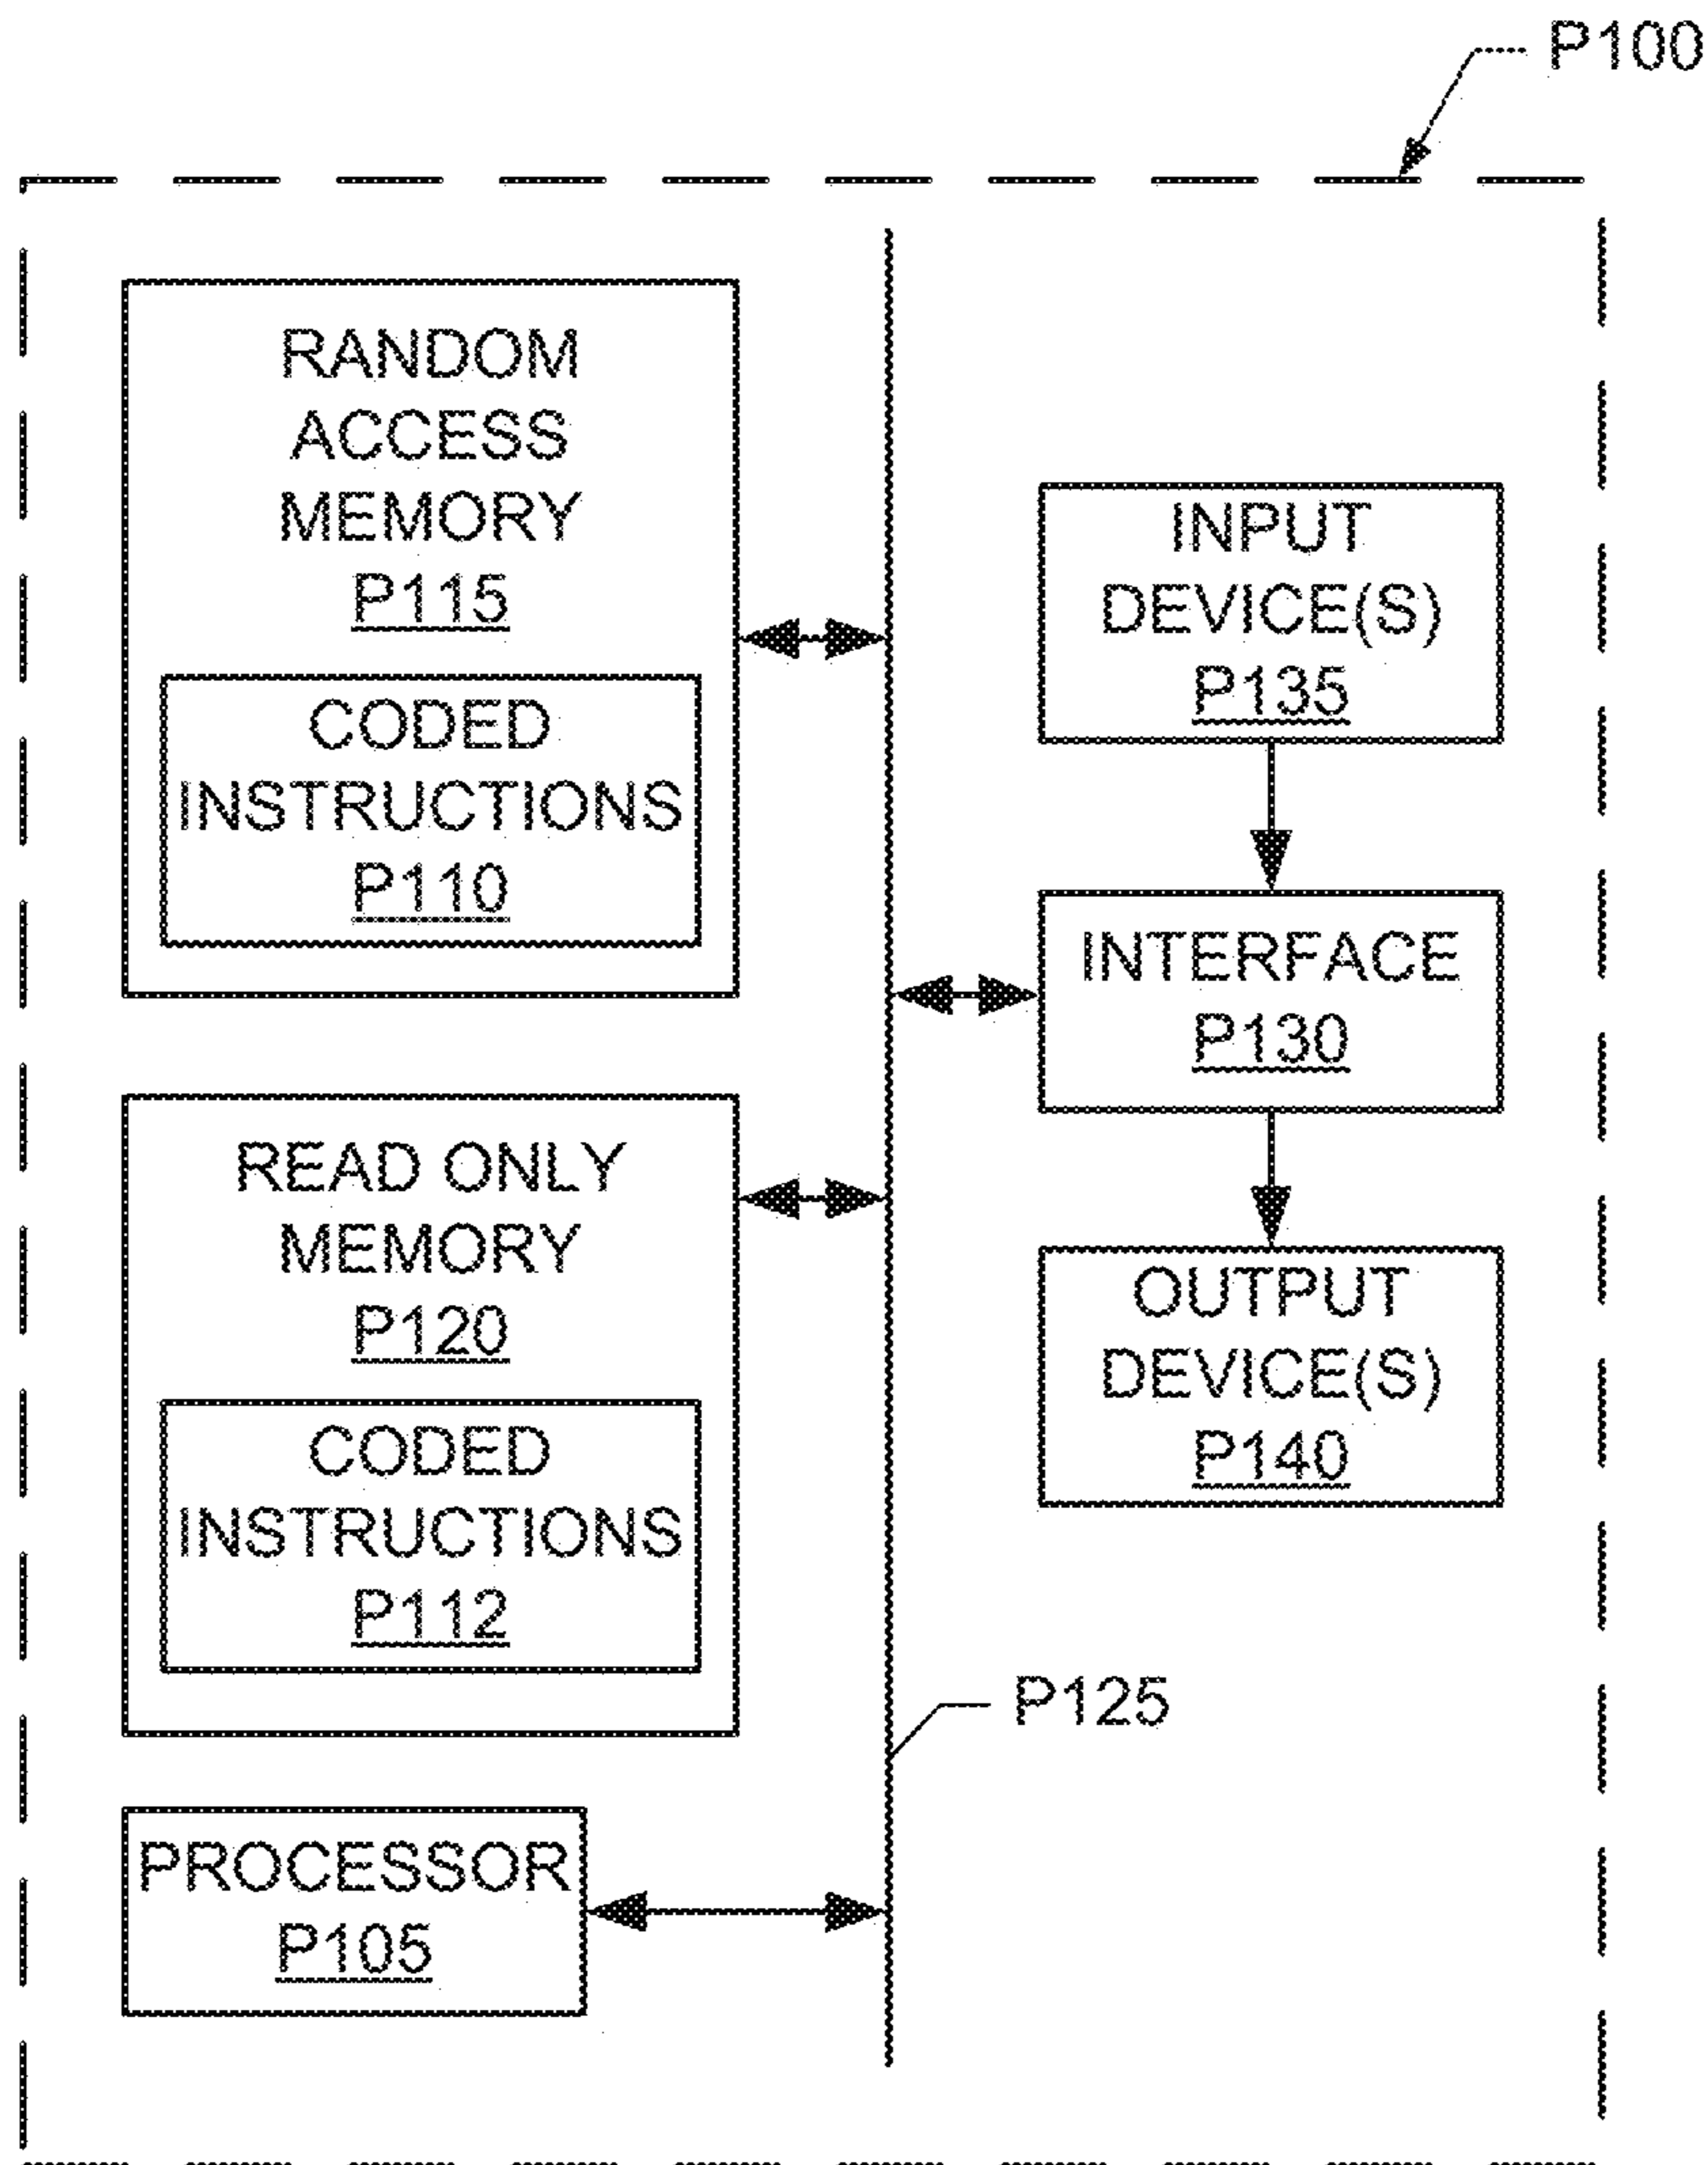 P100
RANDOM
ACCESS
MEMORY
P115
CODED
INSTRUCTIONS
P110
READ ONLY
MEMORY
P120
CODED
INSTRUCTIONS
P112
PROCESSOR
P105
INPUT
DEVICE(S)
P135
INTERFACE
P130
OUTPUT
DEVICE(S)
P140
P125